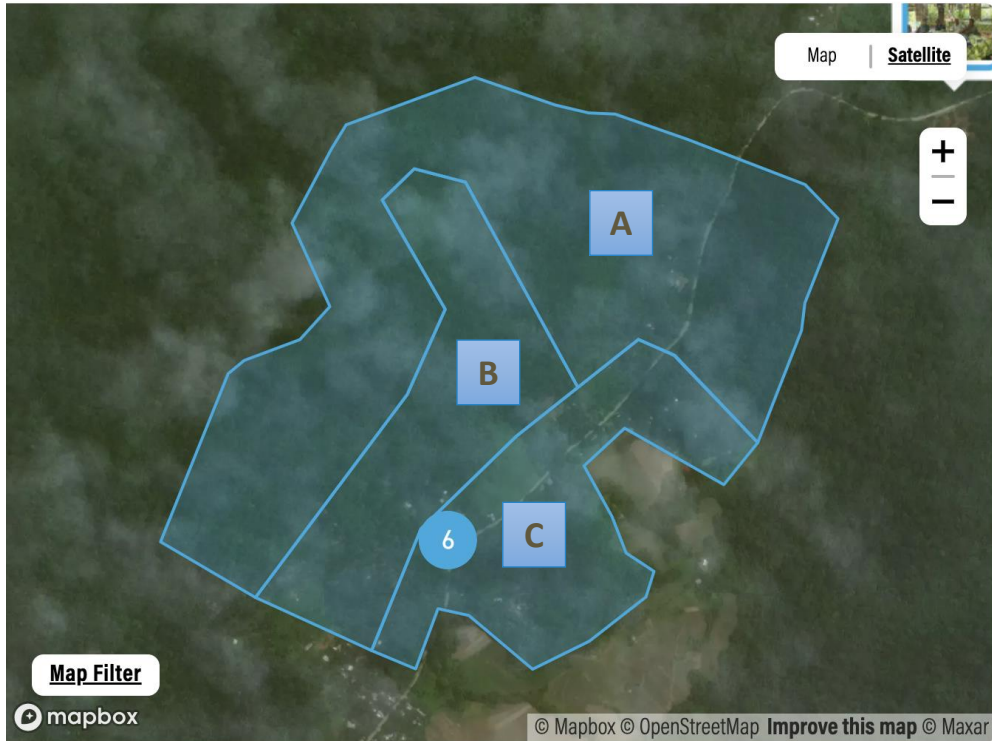 Map | Satellite
+
−
A
B
6
C
Map Filter
mapbox
© Mapbox © OpenStreetMap Improve this map © Maxar